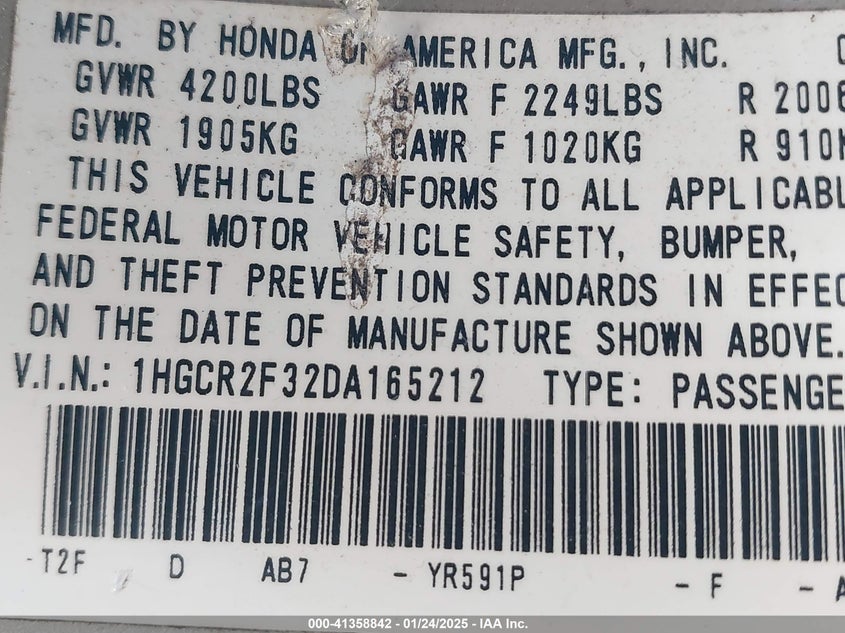 MFD. BY HONDA OF AMERICA MFG., INC.
GVWR 4200LBS GAWR F 2249LBS R 2006
GVWR 1905KG GAWR F 1020KG R 910K
THIS VEHICLE CONFORMS TO ALL APPLICABL
FEDERAL MOTOR VEHICLE SAFETY, BUMPER,
AND THEFT PREVENTION STANDARDS IN EFFEC
ON THE DATE OF MANUFACTURE SHOWN ABOVE.
V.I.N.: 1HGCR2F32DA165212 TYPE: PASSENGE
-T2F D AB7 - YR591P - F - A
000-41358842 - 01/24/2025 - IAA Inc.